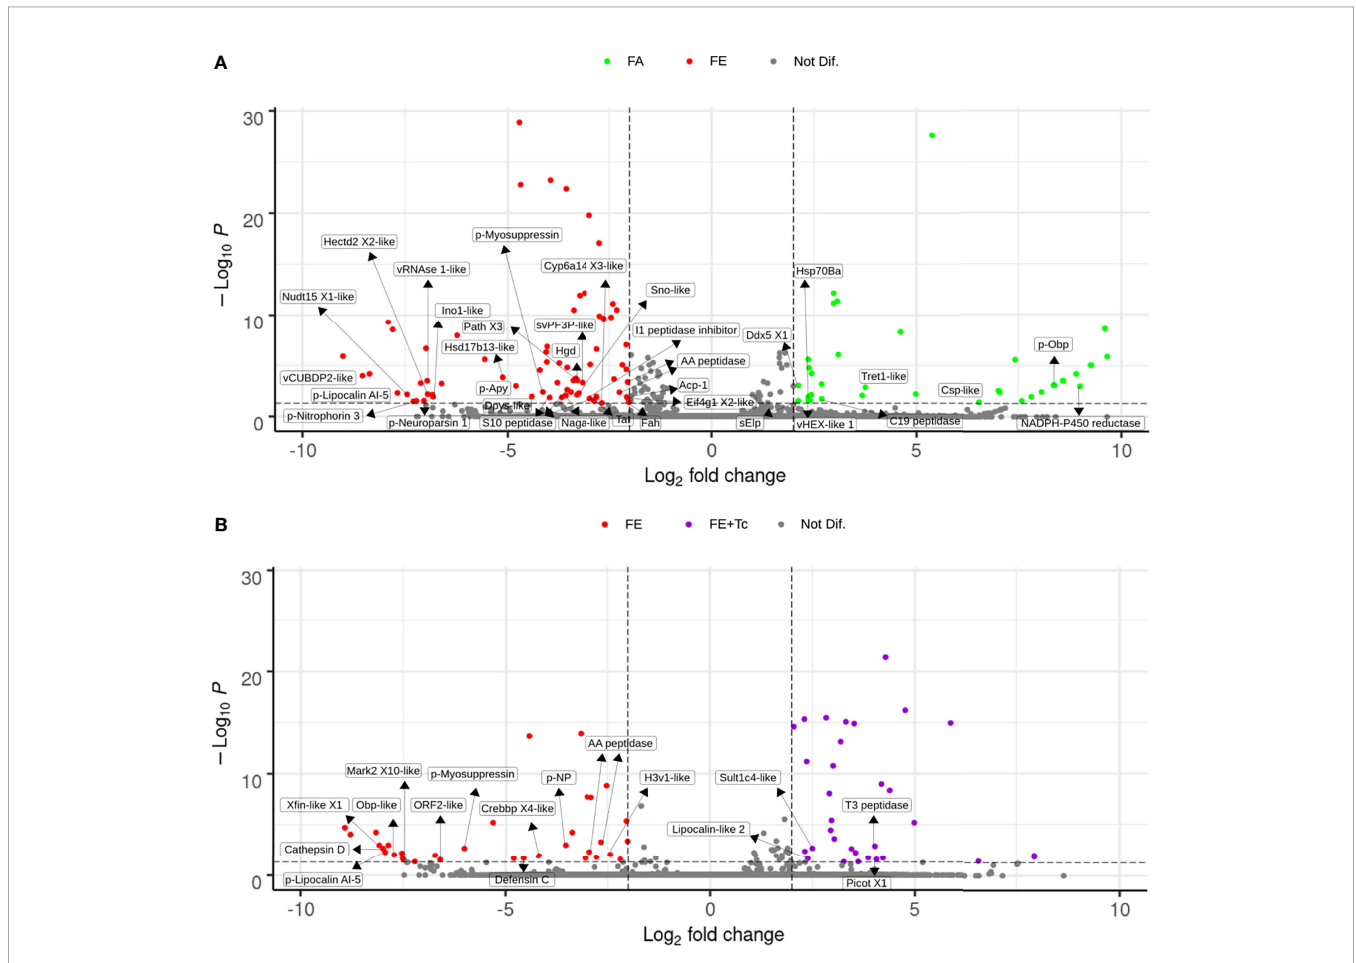 A
FA FE Not Dif.
30
20
10
0
– Log10 P
p-Myosuppressin
Hectd2 X2-like
vRNAse 1-like
Cyp6a14 X3-like
Hsp70Ba
Nudt15 X1-like
Sno-like
Ino1-like
Path X3
svPF3P-like
I1 peptidase inhibitor
Ddx5 X1
Hsd17b13-like
Hgd
p-Obp
AA peptidase
vCUBDP2-like
Tret1-like
p-Apy
Acp-1
Csp-like
p-Lipocalin AI-5
Eif4g1 X2-like
Dpys-like
p-Nitrophorin 3
p-Neuroparsin 1
S10 peptidase
Naga-like
Tat
Fah
sElp
vHEX-like 1
C19 peptidase
NADPH-P450 reductase
-10 -5 0 5 10
Log2 fold change
B
FE FE+Tc Not Dif.
30
20
10
0
– Log10 P
AA peptidase
Mark2 X10-like
p-Myosuppressin
p-NP
H3v1-like
Sult1c4-like
Xfin-like X1
Obp-like
ORF2-like
Crebbp X4-like
T3 peptidase
Lipocalin-like 2
Cathepsin D
p-Lipocalin AI-5
Defensin C
Picot X1
-10 -5 0 5 10
Log2 fold change